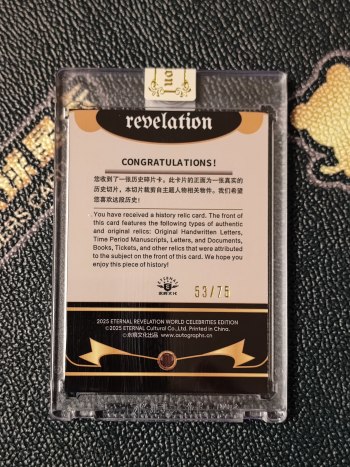 revelation
CONGRATULATIONS!
您收到了一张历史碎片卡。此卡片的正面为一张真实的
历史切片，本切片裁剪自主题人物相关物件。我们希望
您喜欢这段历史！
You have received a history relic card. The front of
this card features the following types of authentic
and original relics: Original Handwritten Letters,
Time Period Manuscripts, Letters, and Documents,
Books, Tickets, and other relics that were attributed
to the subject on the front of this card. We hope you
enjoy this piece of history!
53/75
2025 ETERNAL REVELATION WORLD CELEBRITIES EDITION
©2025 ETERNAL Cultural Co.,Ltd. Printed in China.
www.autographs.cn